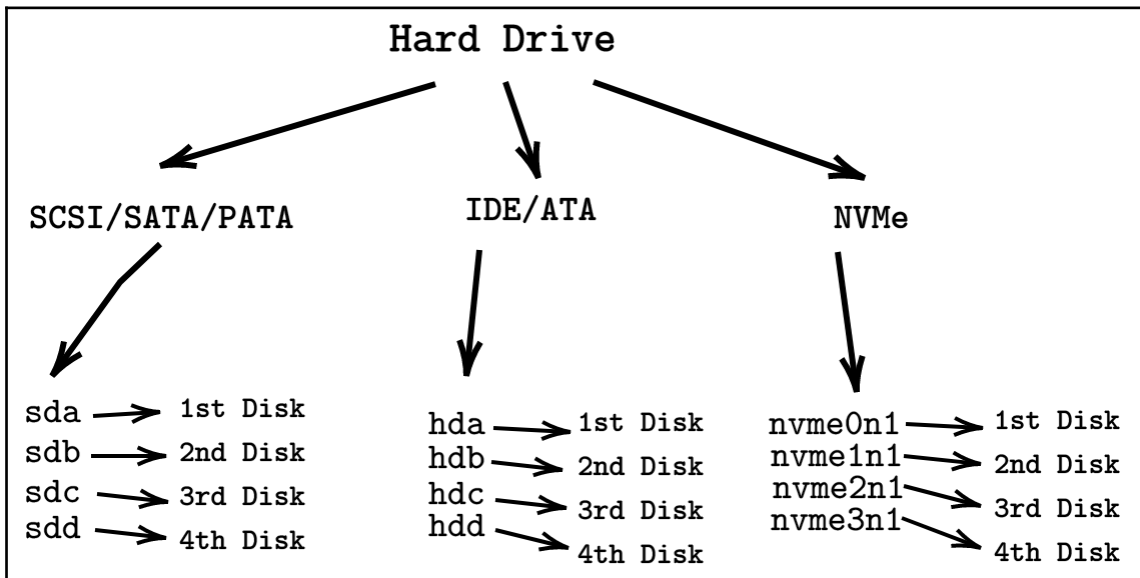 Hard Drive
SCSI/SATA/PATA
IDE/ATA
NVMe
sda 1st Disk
sdb 2nd Disk
sdc 3rd Disk
sdd 4th Disk
hda 1st Disk
hdb 2nd Disk
hdc 3rd Disk
hdd 4th Disk
nvme0n1 1st Disk
nvme1n1 2nd Disk
nvme2n1 3rd Disk
nvme3n1 4th Disk